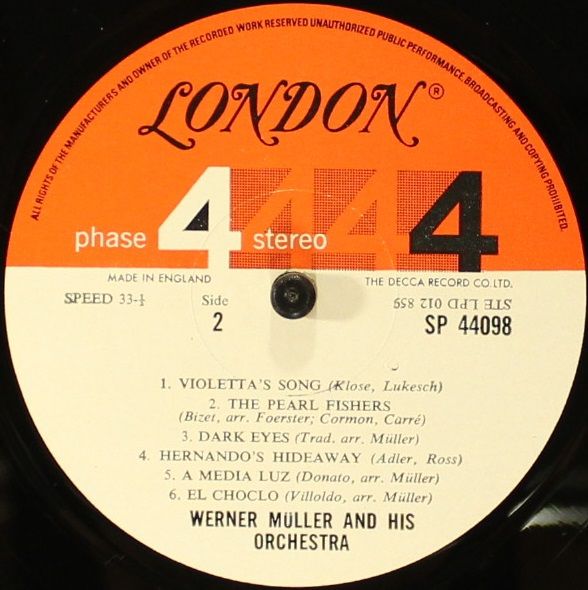 ALL RIGHTS OF THE MANUFACTURERS AND OWNER OF THE RECORDED WORK RESERVED UNAUTHORIZED PUBLIC PERFORMANCE, BROADCASTING AND COPYING PROHIBITED.
LONDON®
phase 4 stereo 4 4 4
MADE IN ENGLAND
THE DECCA RECORD CO. LTD.
SPEED 33-⅓
Side
2
STE LPD 012 859
SP 44098
1. VIOLETTA'S SONG (Klose, Lukesch)
2. THE PEARL FISHERS
(Bizet, arr. Foerster; Cormon, Carré)
3. DARK EYES (Trad. arr. Müller)
4. HERNANDO'S HIDEAWAY (Adler, Ross)
5. A MEDIA LUZ (Donato, arr. Müller)
6. EL CHOCLO (Villoldo, arr. Müller)
WERNER MÜLLER AND HIS
ORCHESTRA